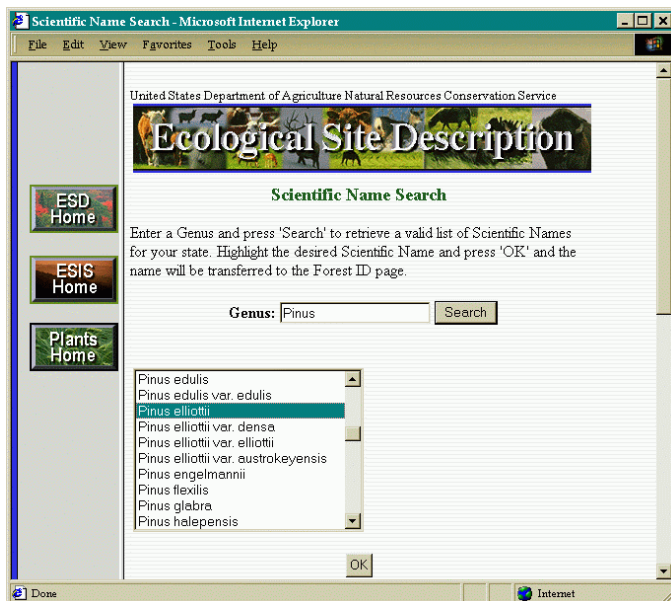 Scientific Name Search - Microsoft Internet Explorer
File Edit View Favorites Tools Help
United States Department of Agriculture Natural Resources Conservation Service
Ecological Site Description
Scientific Name Search
ESD
Home
ESIS
Home
Plants
Home
Enter a Genus and press 'Search' to retrieve a valid list of Scientific Names
for your state. Highlight the desired Scientific Name and press 'OK' and the
name will be transferred to the Forest ID page.
Genus: Pinus Search
Pinus edulis
Pinus edulis var. edulis
Pinus elliottii
Pinus elliottii var. densa
Pinus elliottii var. elliottii
Pinus elliottii var. austrokeyensis
Pinus engelmannii
Pinus flexilis
Pinus glabra
Pinus halepensis
OK
Done Internet